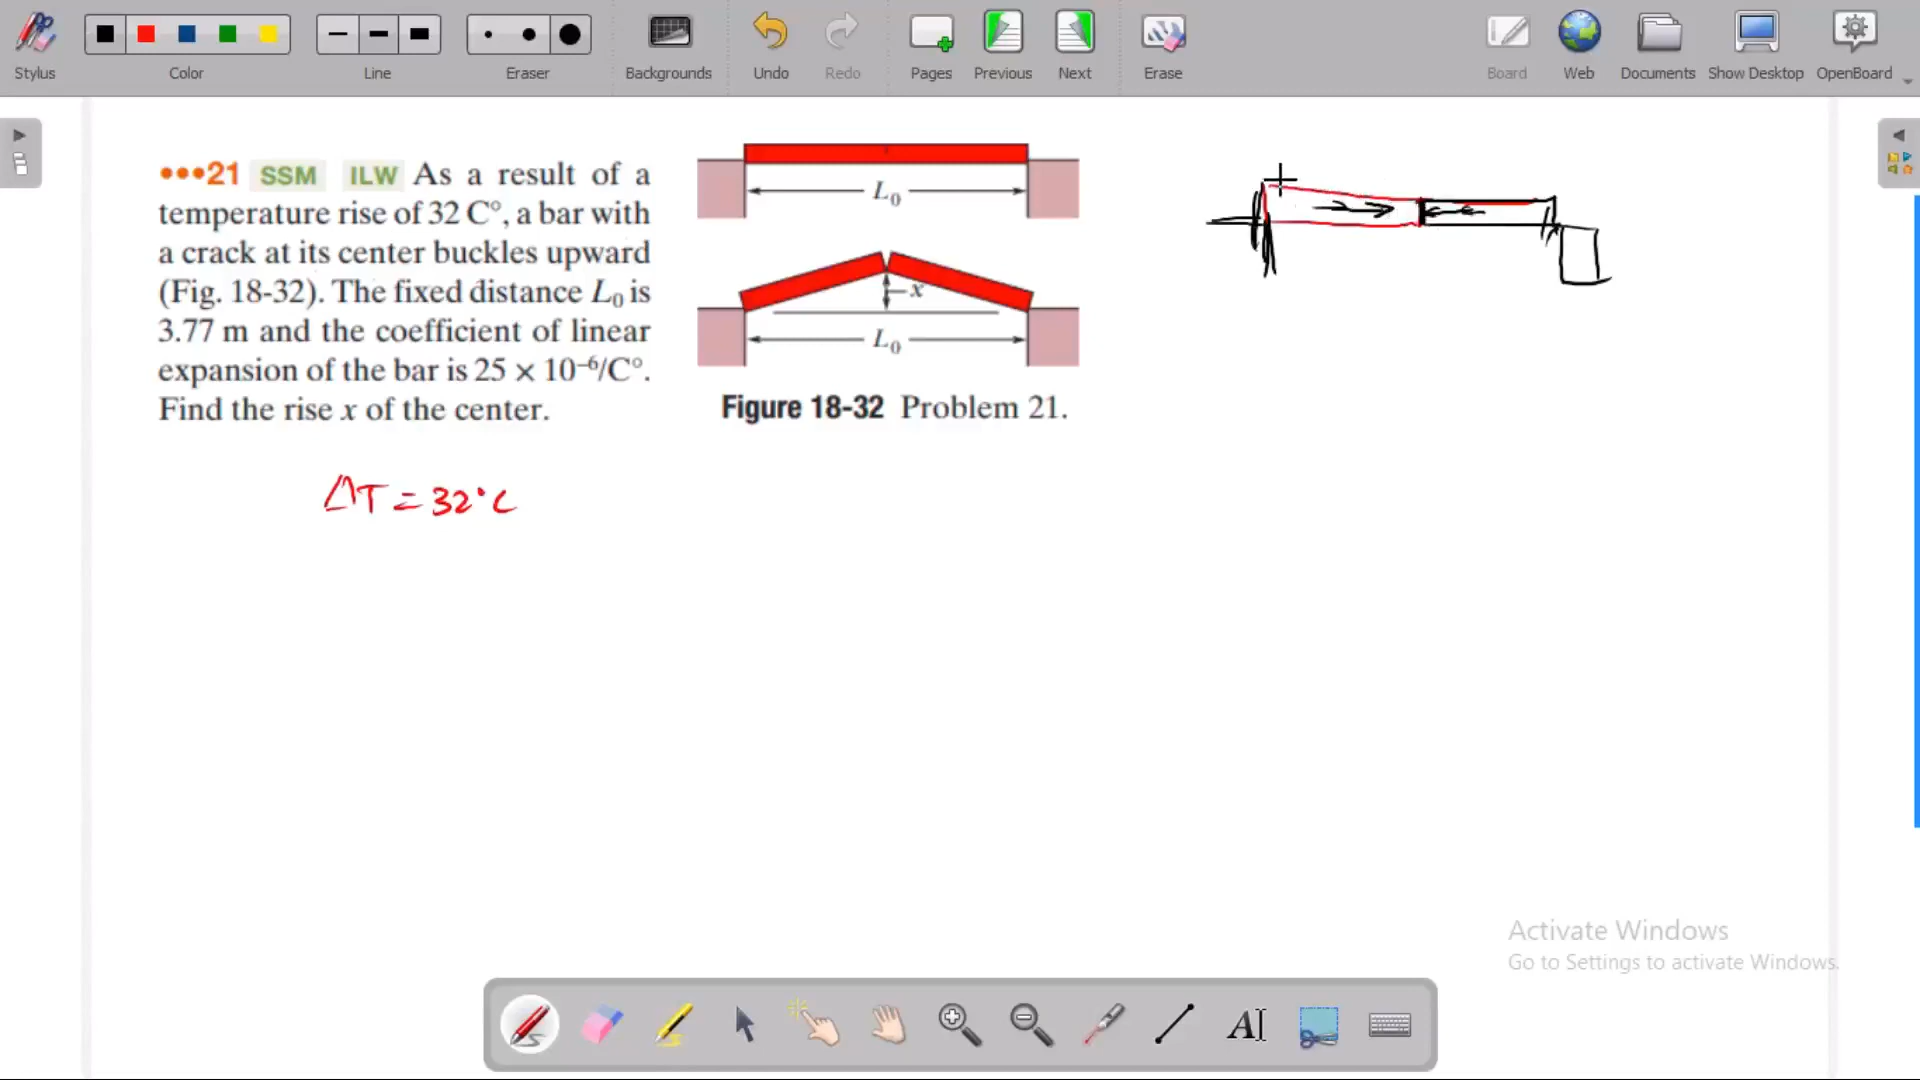 Stylus
Color
Line
Eraser
Backgrounds
Undo
Redo
Pages
Previous
Next
Erase
Board
Web
Documents
Show Desktop
OpenBoard
•••21 SSM ILW As a result of a
temperature rise of 32 C°, a bar with
a crack at its center buckles upward
(Fig. 18-32). The fixed distance L₀ is
3.77 m and the coefficient of linear
expansion of the bar is 25 × 10⁻⁶/C°.
Find the rise x of the center.
L₀
x
L₀
Figure 18-32 Problem 21.
ΔT = 32°C
Activate Windows
Go to Settings to activate Windows.